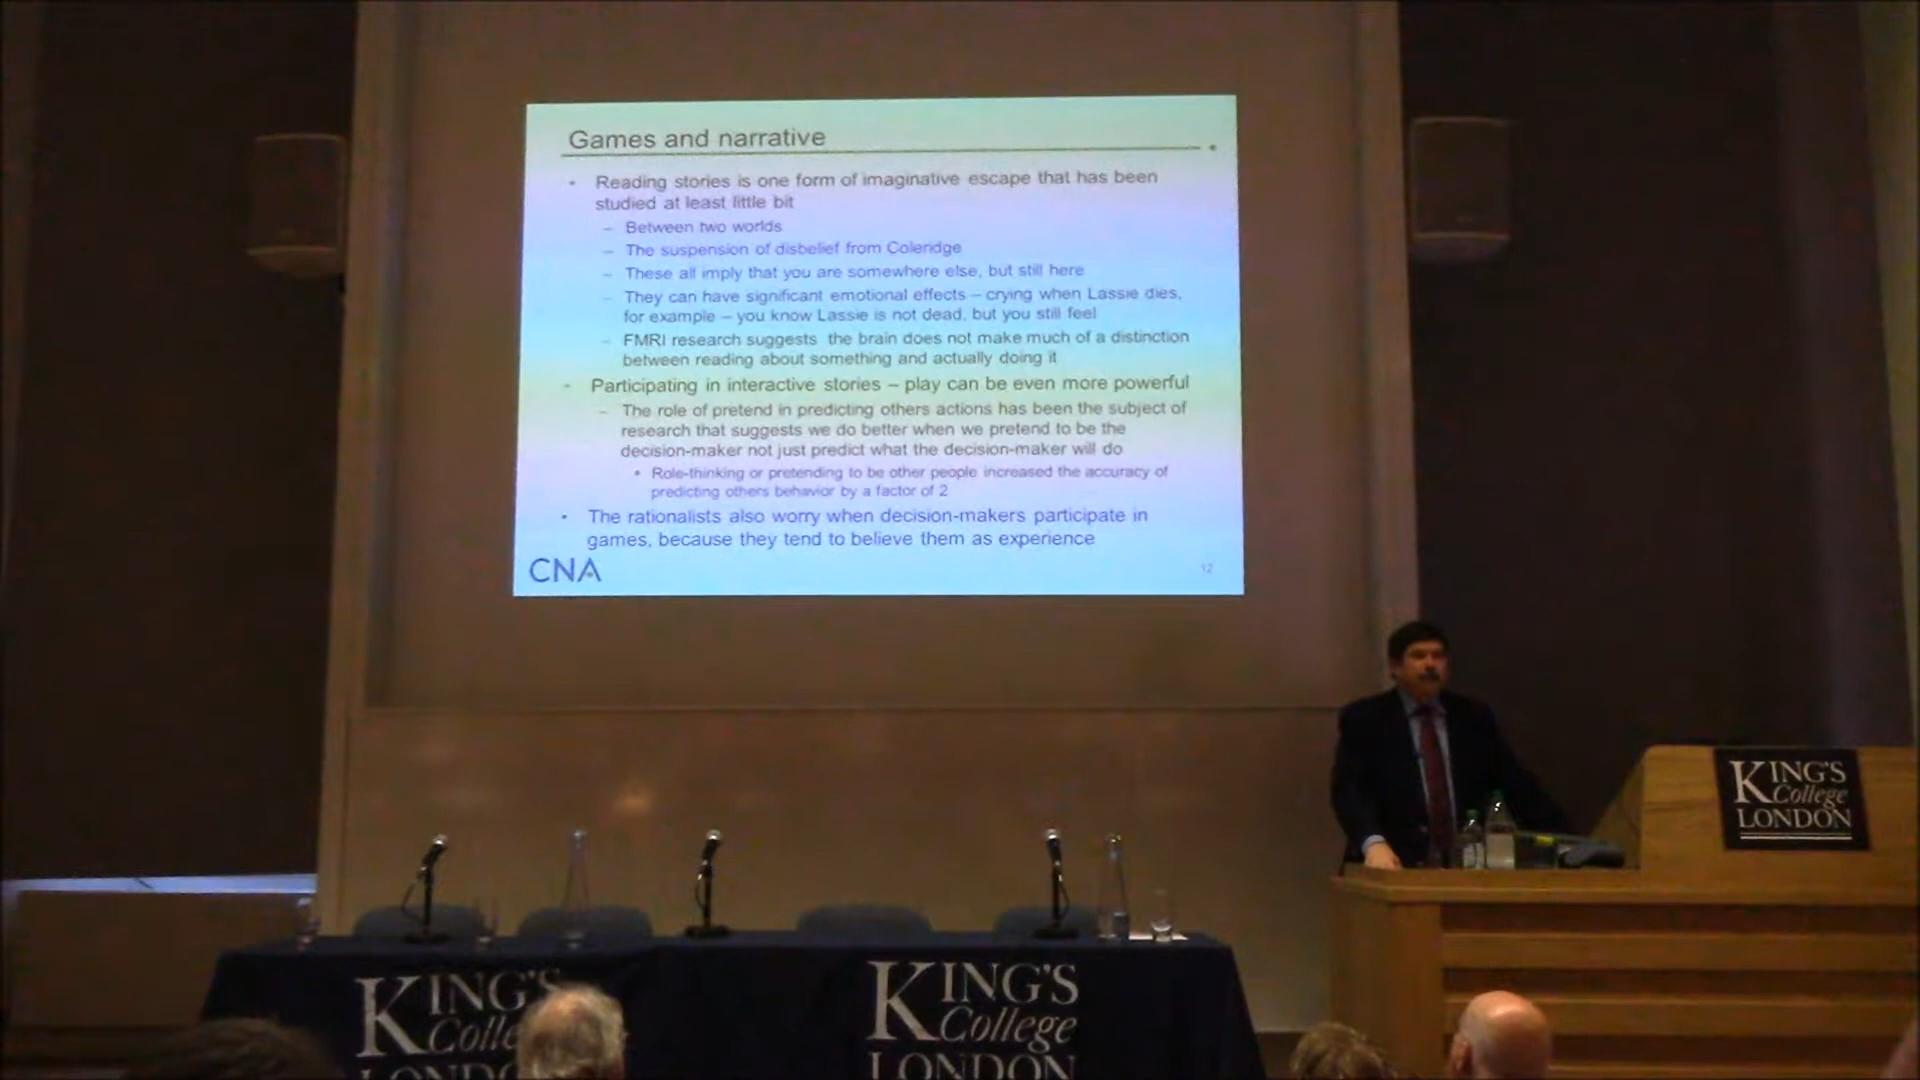 Games and narrative
• Reading stories is one form of imaginative escape that has been
studied at least little bit
– Between two worlds
– The suspension of disbelief from Coleridge
– These all imply that you are somewhere else, but still here
– They can have significant emotional effects – crying when Lassie dies,
for example – you know Lassie is not dead, but you still feel
– FMRI research suggests the brain does not make much of a distinction
between reading about something and actually doing it
• Participating in interactive stories – play can be even more powerful
– The role of pretend in predicting others actions has been the subject of
research that suggests we do better when we pretend to be the
decision-maker not just predict what the decision-maker will do
• Role-thinking or pretending to be other people increased the accuracy of
predicting others behavior by a factor of 2
• The rationalists also worry when decision-makers participate in
games, because they tend to believe them as experience
CNA
12
KING'S
College
LONDON
KING'S
Colle
LONDON
KING'S
College
LONDON